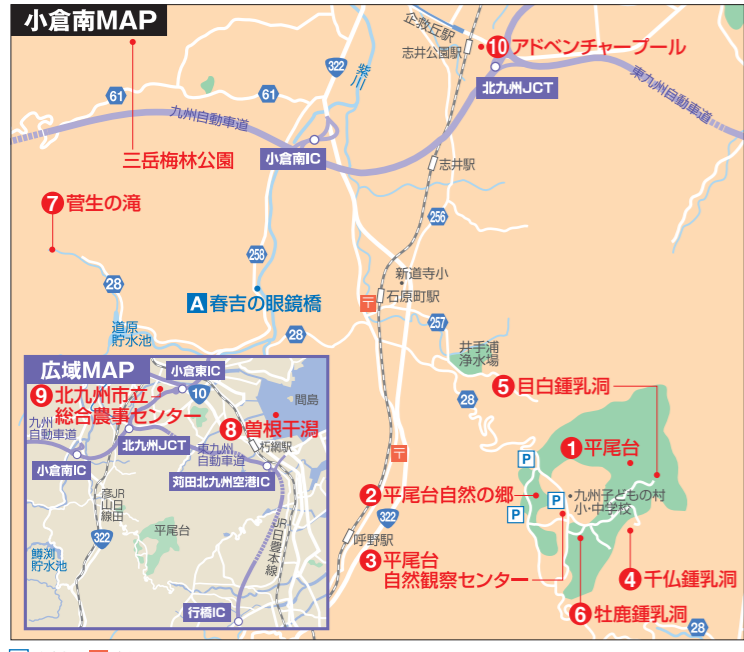 小倉南MAP
企救丘駅
志井公園駅
⑩アドベンチャープール
北九州JCT
東九州自動車道
322
紫川
61
61
九州自動車道
小倉南IC
三岳梅林公園
志井駅
⑦菅生の滝
256
258
新道寺小
28
A 春吉の眼鏡橋
〒
石原町駅
道原
貯水池
28
257
井手浦
浄水場
28
⑤目白鍾乳洞
①平尾台
P
②平尾台自然の郷
P
P
九州子どもの村
小・中学校
〒
322
呼野駅
③平尾台
自然観察センター
④千仏鍾乳洞
⑥牡鹿鍾乳洞
28
広域MAP
小倉東IC
⑨北九州市立
総合農事センター
10
間島
⑧曽根干潟
九州
自動車道
北九州JCT
東九州
自動車道
朽網駅
小倉南IC
苅田北九州空港IC
JR
日田
彦山線
322
平尾台
JR日豊本線
鱒渕
貯水池
行橋IC
P
〒